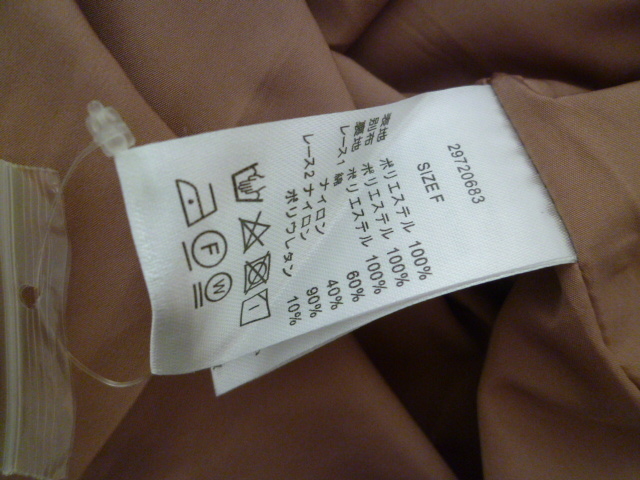 29720683
SIZE F
表地 ポリエステル 100%
別布 ポリエステル 100%
裏地 ポリエステル 100%
レース1 綿 60%
ナイロン 40%
レース2 ナイロン 90%
ポリウレタン 10%
F
W